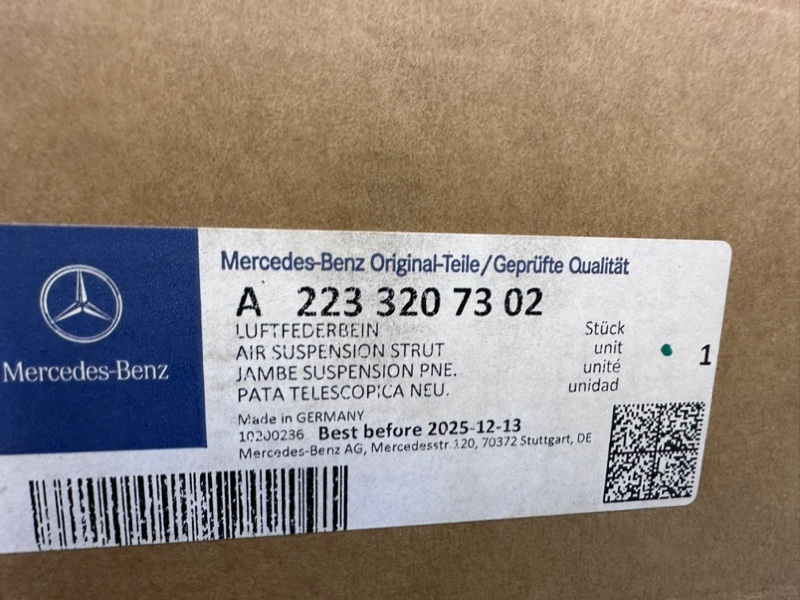 Mercedes-Benz
Mercedes-Benz Original-Teile/Geprüfte Qualität
A 223 320 73 02
LUFTFEDERBEIN
AIR SUSPENSION STRUT
JAMBE SUSPENSION PNE.
PATA TELESCOPICA NEU.
Stück
unit
unité
unidad
1
Made in GERMANY
10200236 Best before 2025-12-13
Mercedes-Benz AG, Mercedesstr.120, 70372 Stuttgart, DE